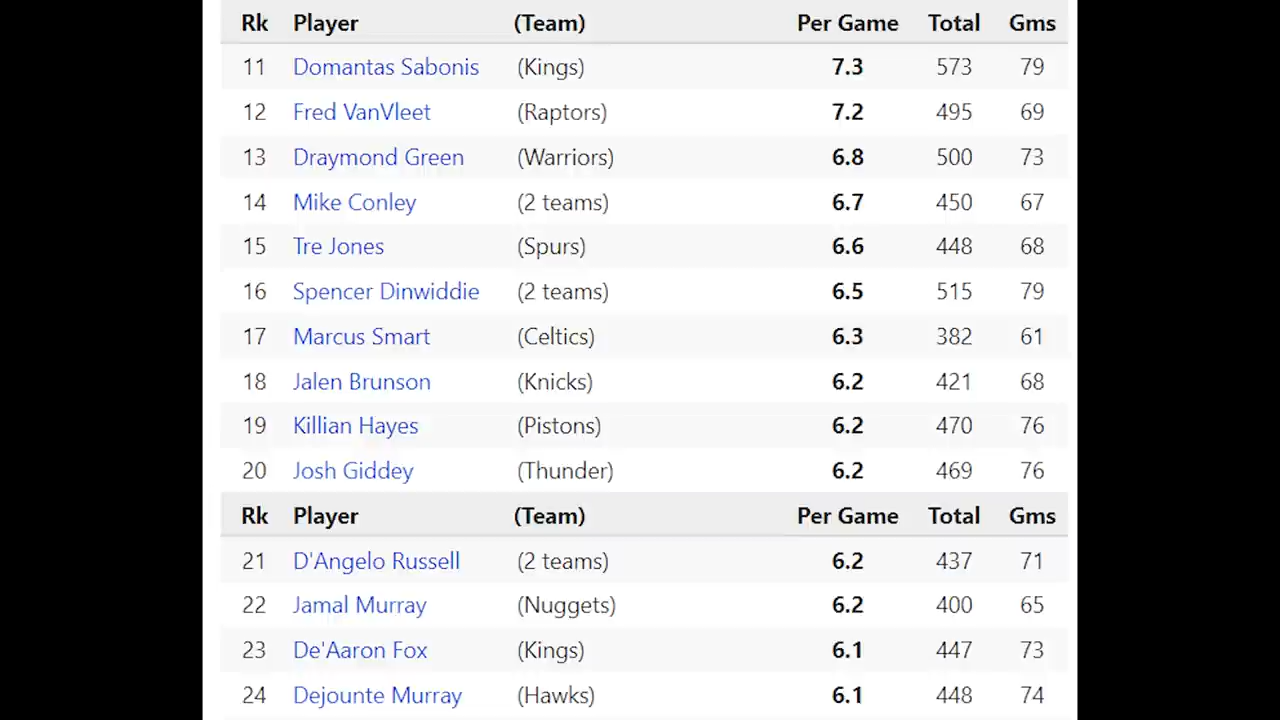 Rk Player (Team) Per Game Total Gms
11 Domantas Sabonis (Kings) 7.3 573 79
12 Fred VanVleet (Raptors) 7.2 495 69
13 Draymond Green (Warriors) 6.8 500 73
14 Mike Conley (2 teams) 6.7 450 67
15 Tre Jones (Spurs) 6.6 448 68
16 Spencer Dinwiddie (2 teams) 6.5 515 79
17 Marcus Smart (Celtics) 6.3 382 61
18 Jalen Brunson (Knicks) 6.2 421 68
19 Killian Hayes (Pistons) 6.2 470 76
20 Josh Giddey (Thunder) 6.2 469 76
Rk Player (Team) Per Game Total Gms
21 D'Angelo Russell (2 teams) 6.2 437 71
22 Jamal Murray (Nuggets) 6.2 400 65
23 De'Aaron Fox (Kings) 6.1 447 73
24 Dejounte Murray (Hawks) 6.1 448 74